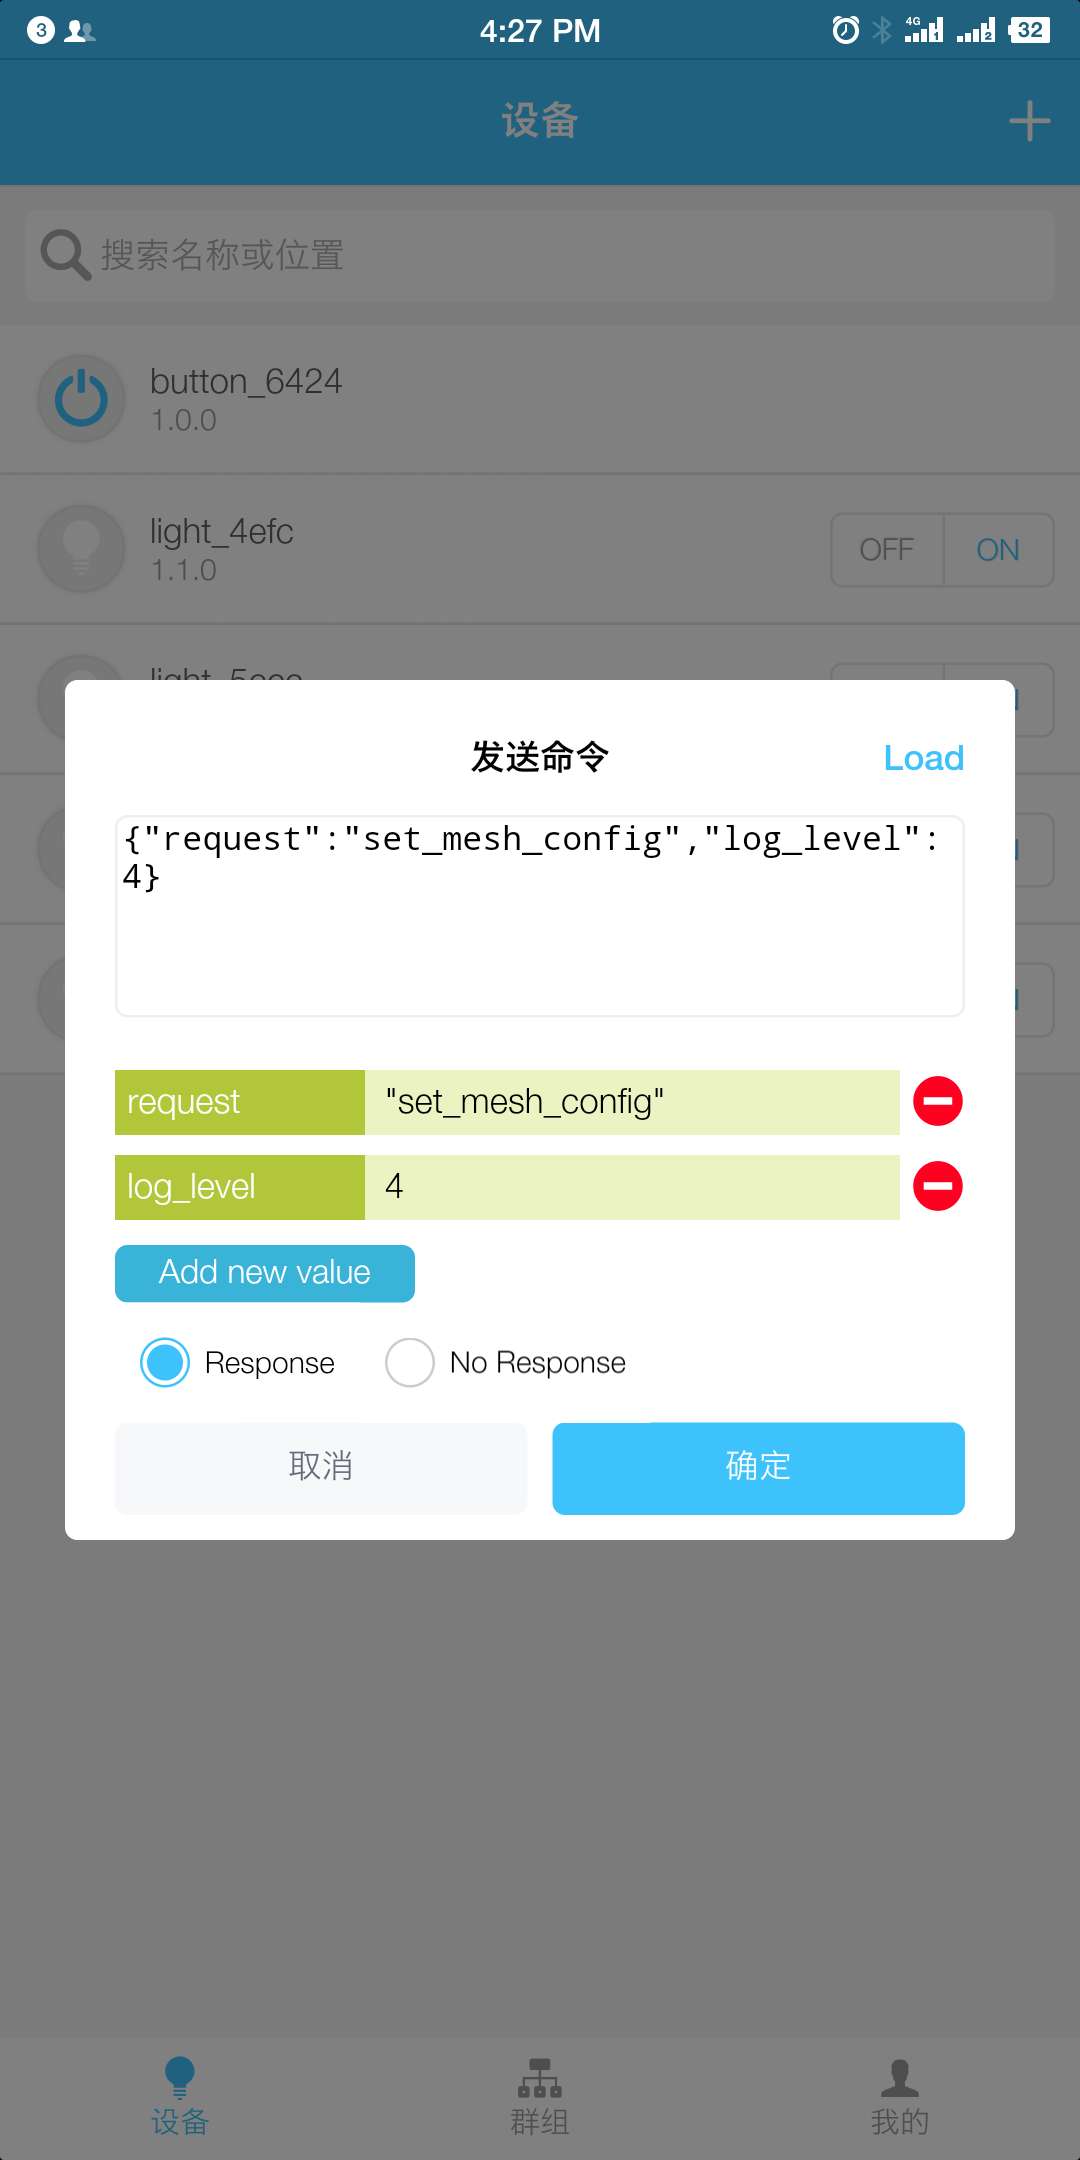 3
4:27 PM
4G
1
2
32
设备
搜索名称或位置
button_6424
1.0.0
light_4efc
1.1.0
OFF
ON
发送命令
Load
{"request":"set_mesh_config","log_level":
4}
request
"set_mesh_config"
log_level
4
Add new value
Response
No Response
取消
确定
设备
群组
我的